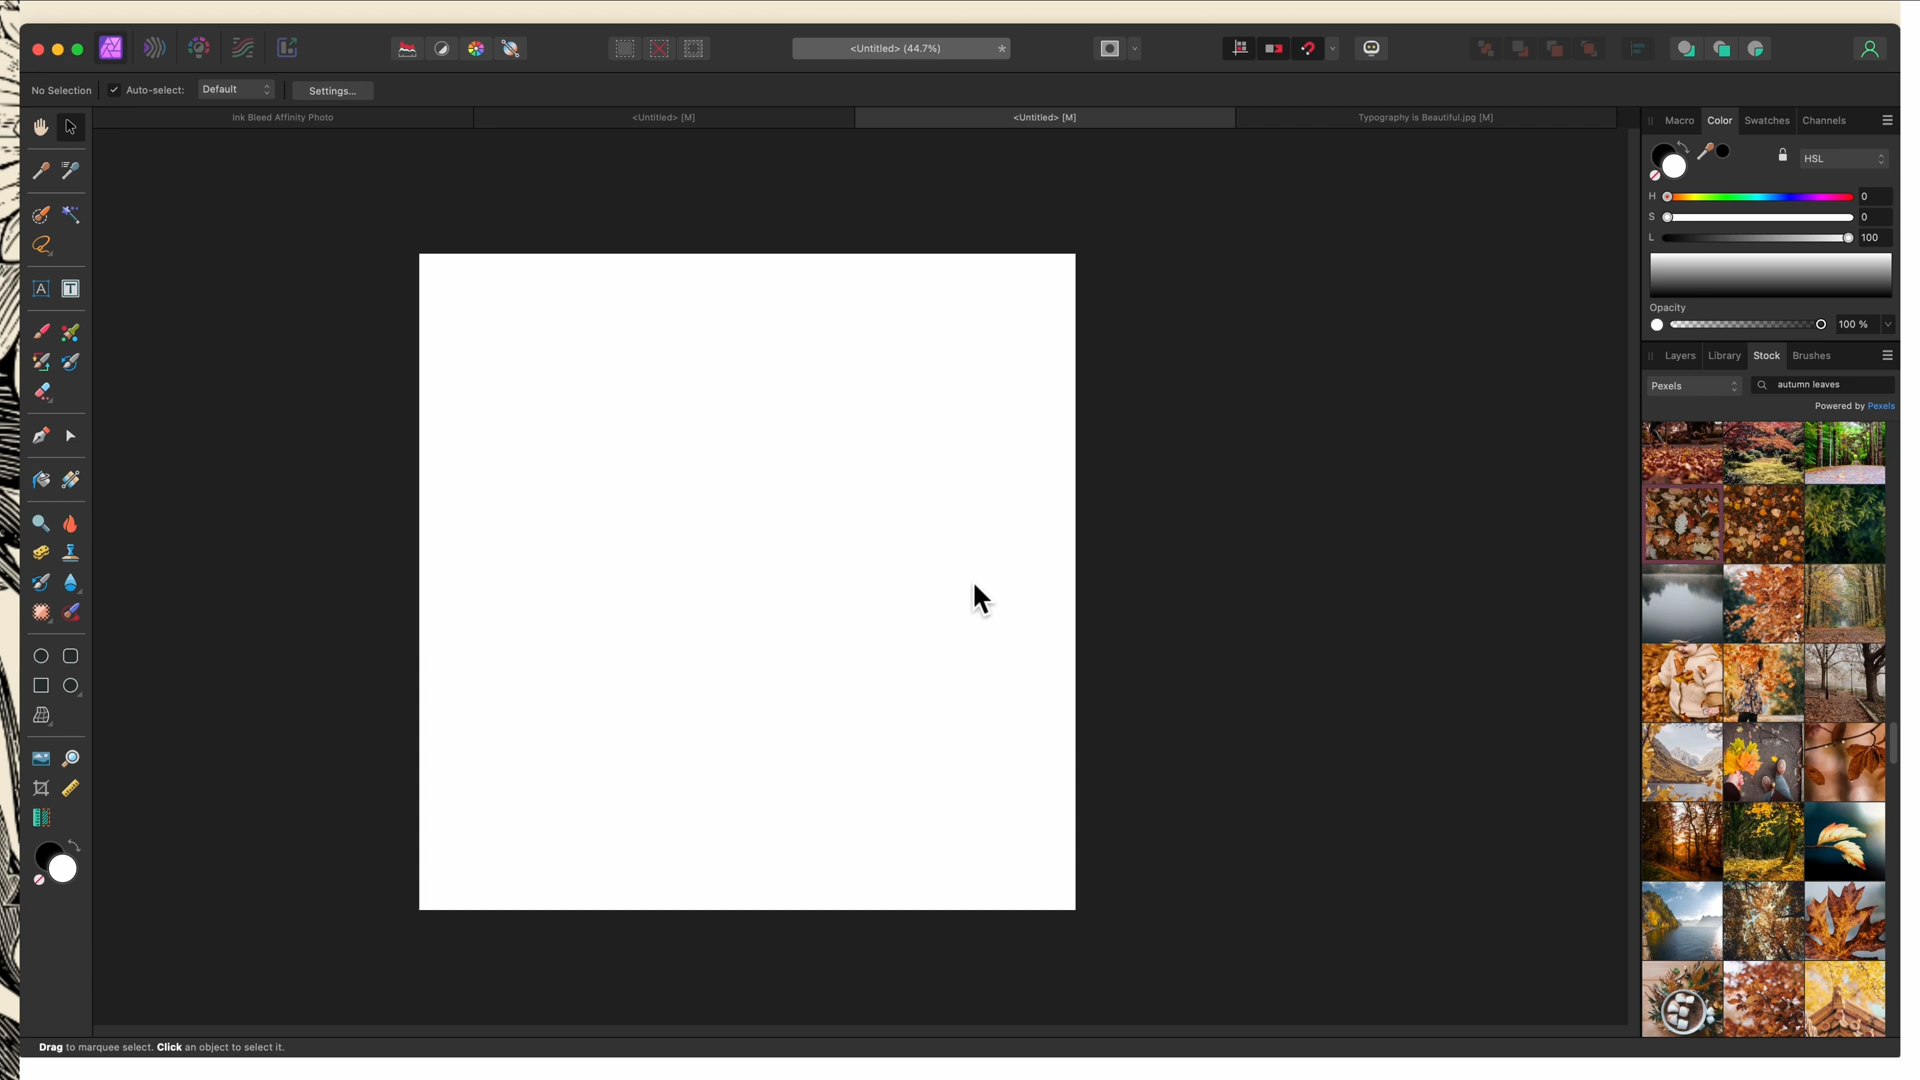 <Untitled> (44.7%)
*
No Selection
Auto-select:
Default
Settings...
Ink Bleed Affinity Photo
<Untitled> [M]
<Untitled> [M]
Typography is Beautiful.jpg [M]
Macro
Color
Swatches
Channels
HSL
H
0
S
0
L
100
Opacity
100 %
Layers
Library
Stock
Brushes
Pexels
autumn leaves
Powered by Pexels
A
T
Drag to marquee select. Click an object to select it.